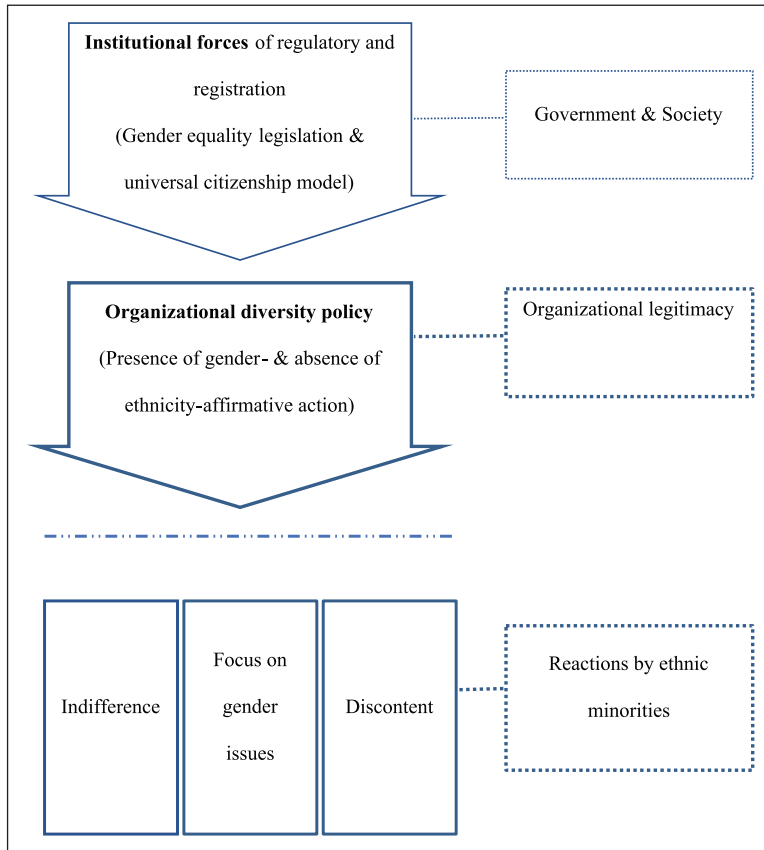 Institutional forces of regulatory and
registration
(Gender equality legislation &
universal citizenship model)
Government & Society
Organizational diversity policy
(Presence of gender- & absence of
ethnicity-affirmative action)
Organizational legitimacy
Indifference
Focus on
gender
issues
Discontent
Reactions by ethnic
minorities